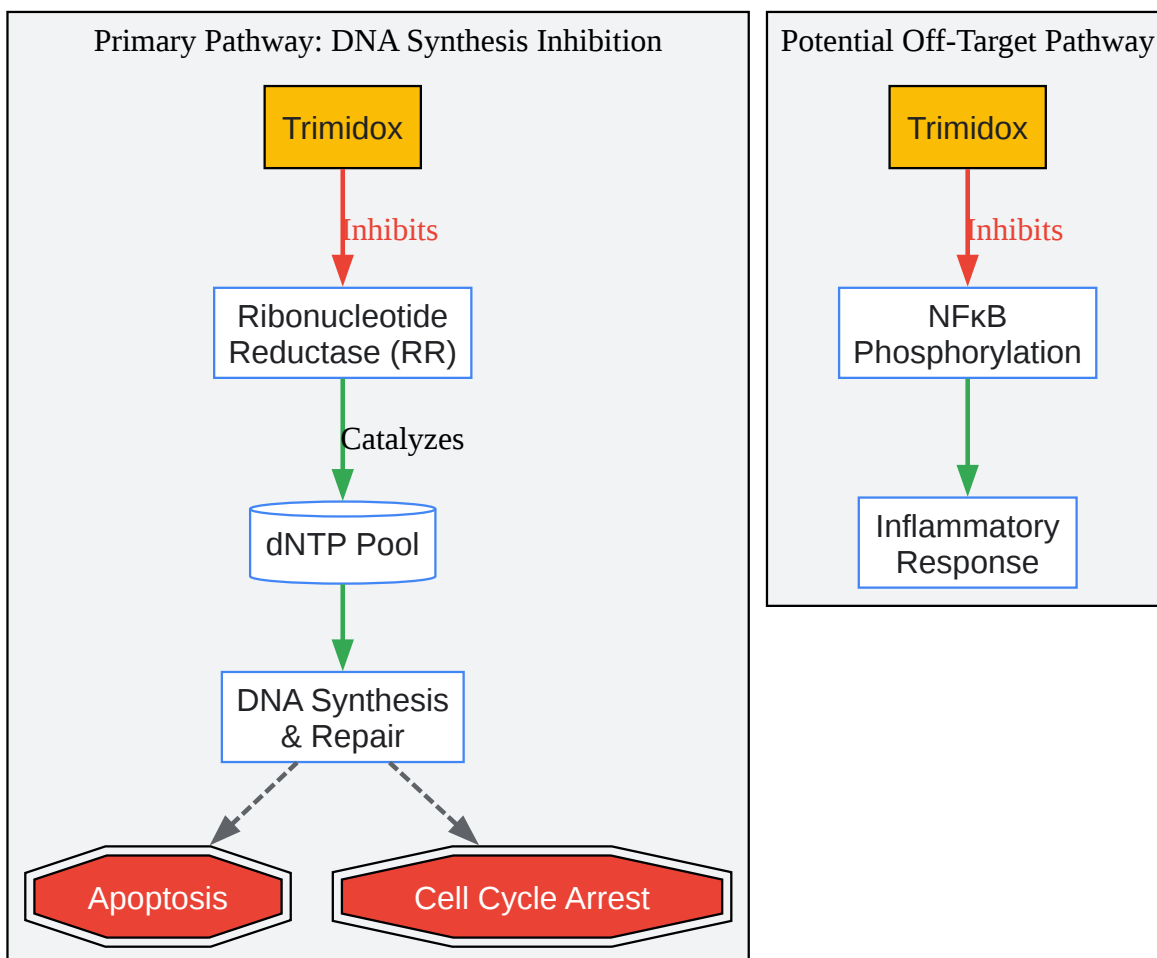 Primary Pathway: DNA Synthesis Inhibition
Trimidox
Inhibits
Ribonucleotide
Reductase (RR)
Catalyzes
dNTP Pool
DNA Synthesis
& Repair
Apoptosis
Cell Cycle Arrest
Potential Off-Target Pathway
Trimidox
Inhibits
NFκB
Phosphorylation
Inflammatory
Response